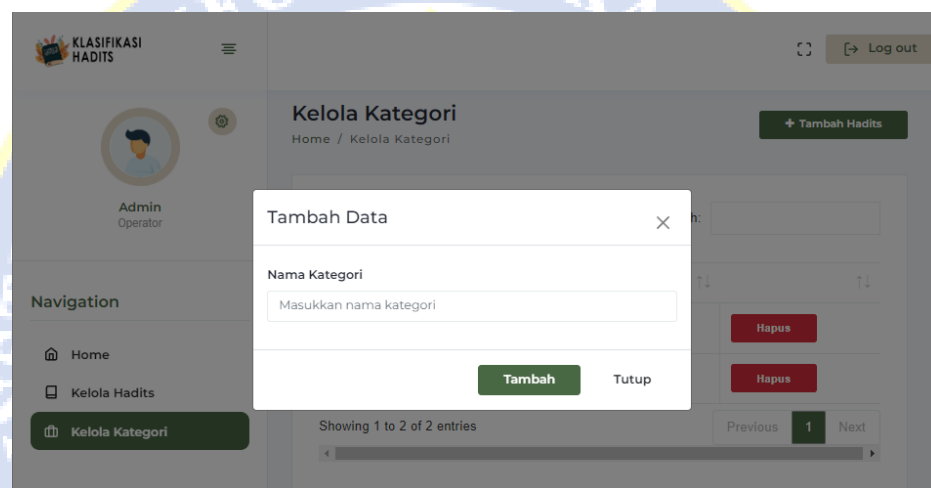 KLASIFIKASI
HADITS
Log out
Admin
Operator
Navigation
Home
Kelola Hadits
Kelola Kategori
Kelola Kategori
Home / Kelola Kategori
+ Tambah Hadits
h:
Tambah Data
Nama Kategori
Masukkan nama kategori
Tambah Tutup
Hapus
Hapus
Showing 1 to 2 of 2 entries
Previous 1 Next